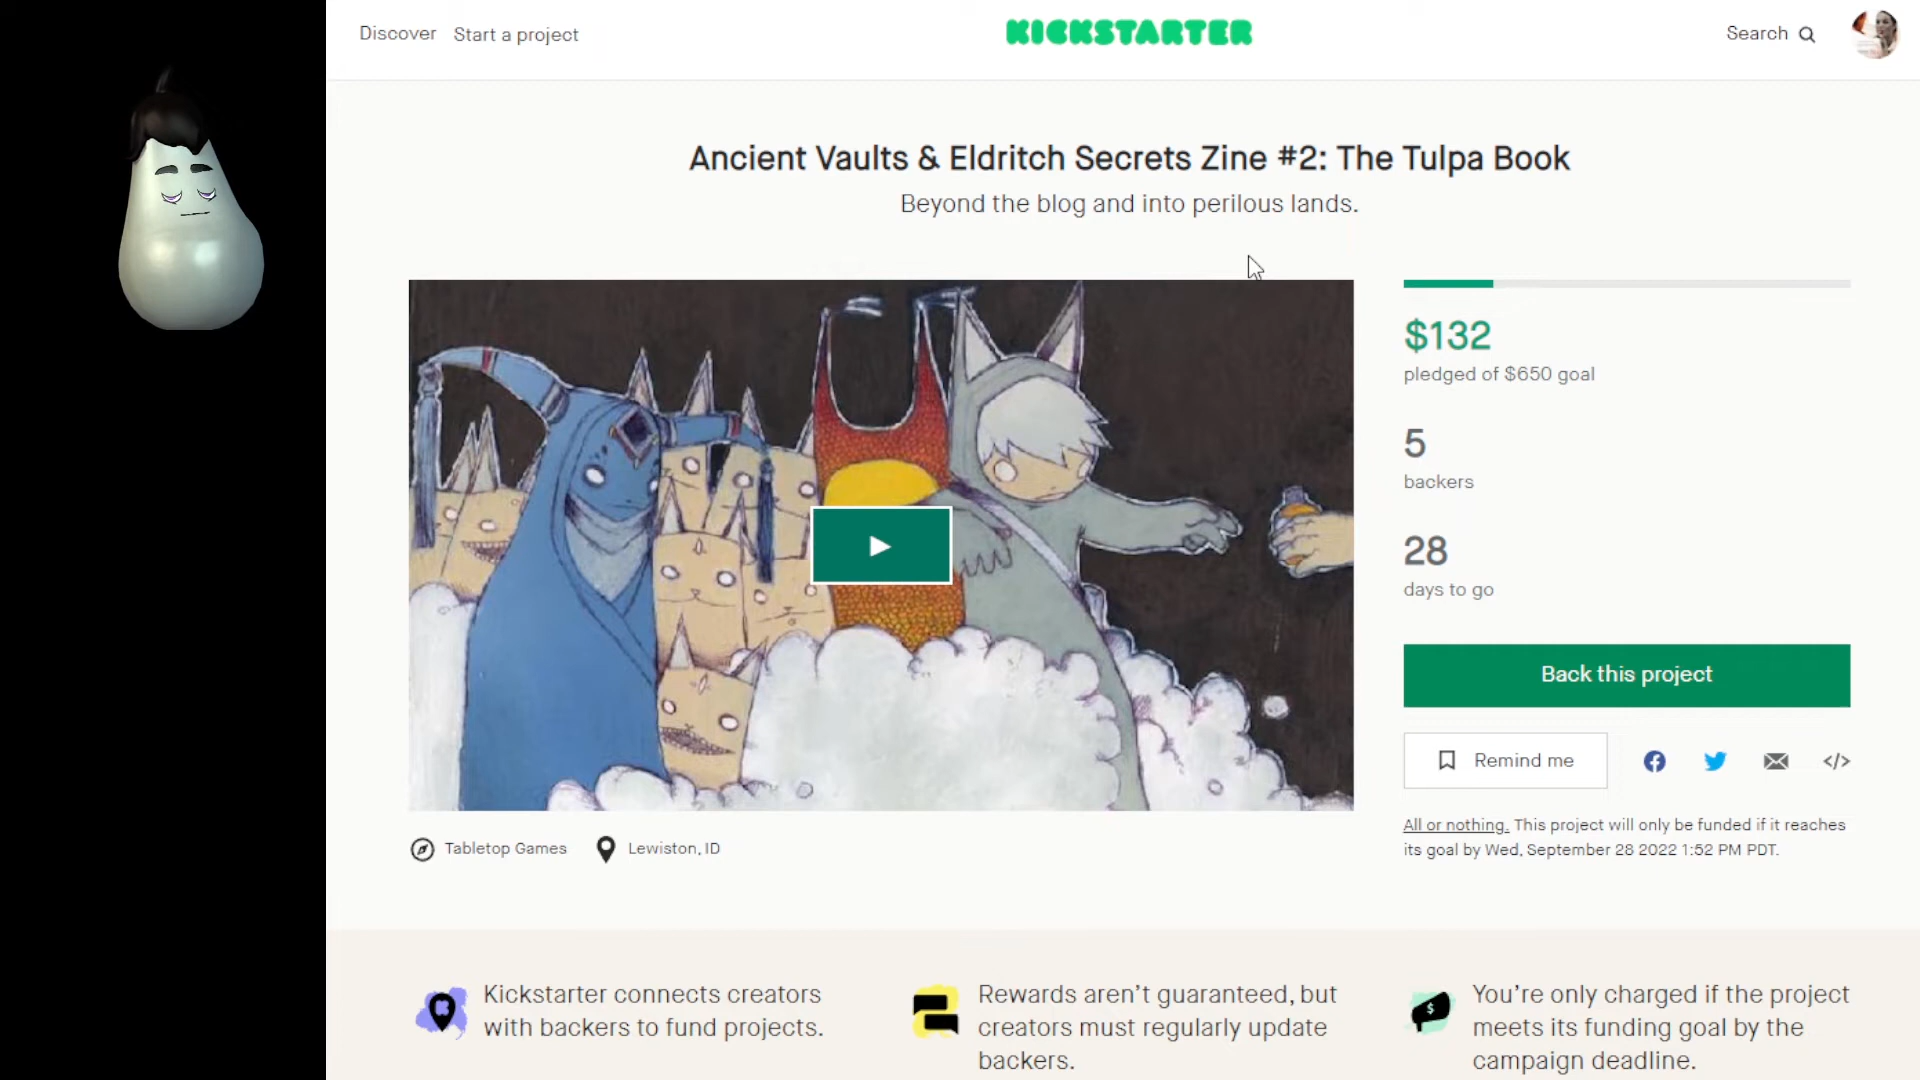 Discover Start a project
KICKSTARTER
Search
Ancient Vaults & Eldritch Secrets Zine #2: The Tulpa Book
Beyond the blog and into perilous lands.
$132
pledged of $650 goal
5
backers
28
days to go
Back this project
Remind me
</>
All or nothing. This project will only be funded if it reaches
its goal by Wed, September 28 2022 1:52 PM PDT.
Tabletop Games Lewiston, ID
Kickstarter connects creators
with backers to fund projects.
Rewards aren't guaranteed, but
creators must regularly update
backers.
$
You're only charged if the project
meets its funding goal by the
campaign deadline.